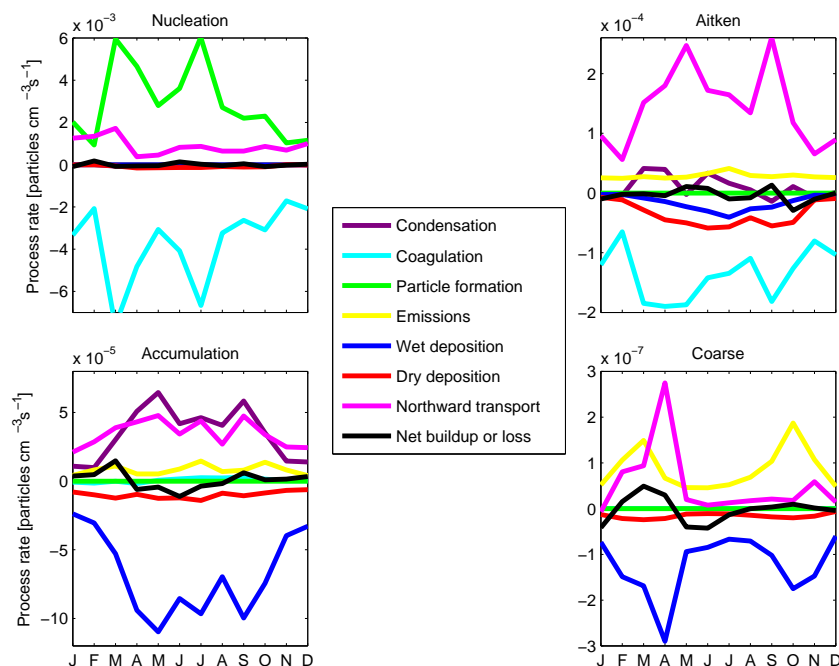 Nucleation
x 10⁻³
Process rate [particles cm ⁻³s⁻¹]
6
4
2
0
−2
−4
−6
Aitken
x 10⁻⁴
2
1
0
−1
−2
Condensation
Coagulation
Particle formation
Emissions
Wet deposition
Dry deposition
Northward transport
Net buildup or loss
Accumulation
x 10⁻⁵
Process rate [particles cm ⁻³s⁻¹]
5
0
−5
−10
J F M A M J J A S O N D
Coarse
x 10⁻⁷
3
2
1
0
−1
−2
−3
J F M A M J J A S O N D